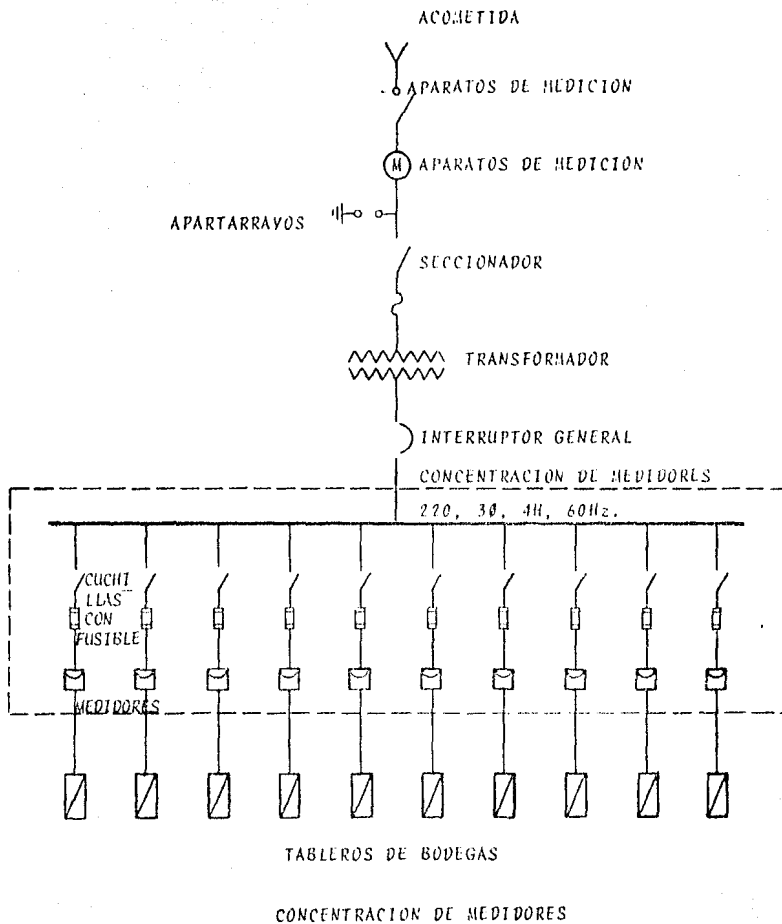 ACOMETIDA
APARATOS DE MEDICION
M
APARATOS DE MEDICION
APARTARRAYOS
SECCIONADOR
TRANSFORMADOR
INTERRUPTOR GENERAL
CONCENTRACION DE MEDIDORES
220, 3Ø, 4H, 60Hz.
CUCHI
LLAS
CON
FUSIBLE
MEDIDORES
TABLEROS DE BODEGAS
CONCENTRACION DE MEDIDORES